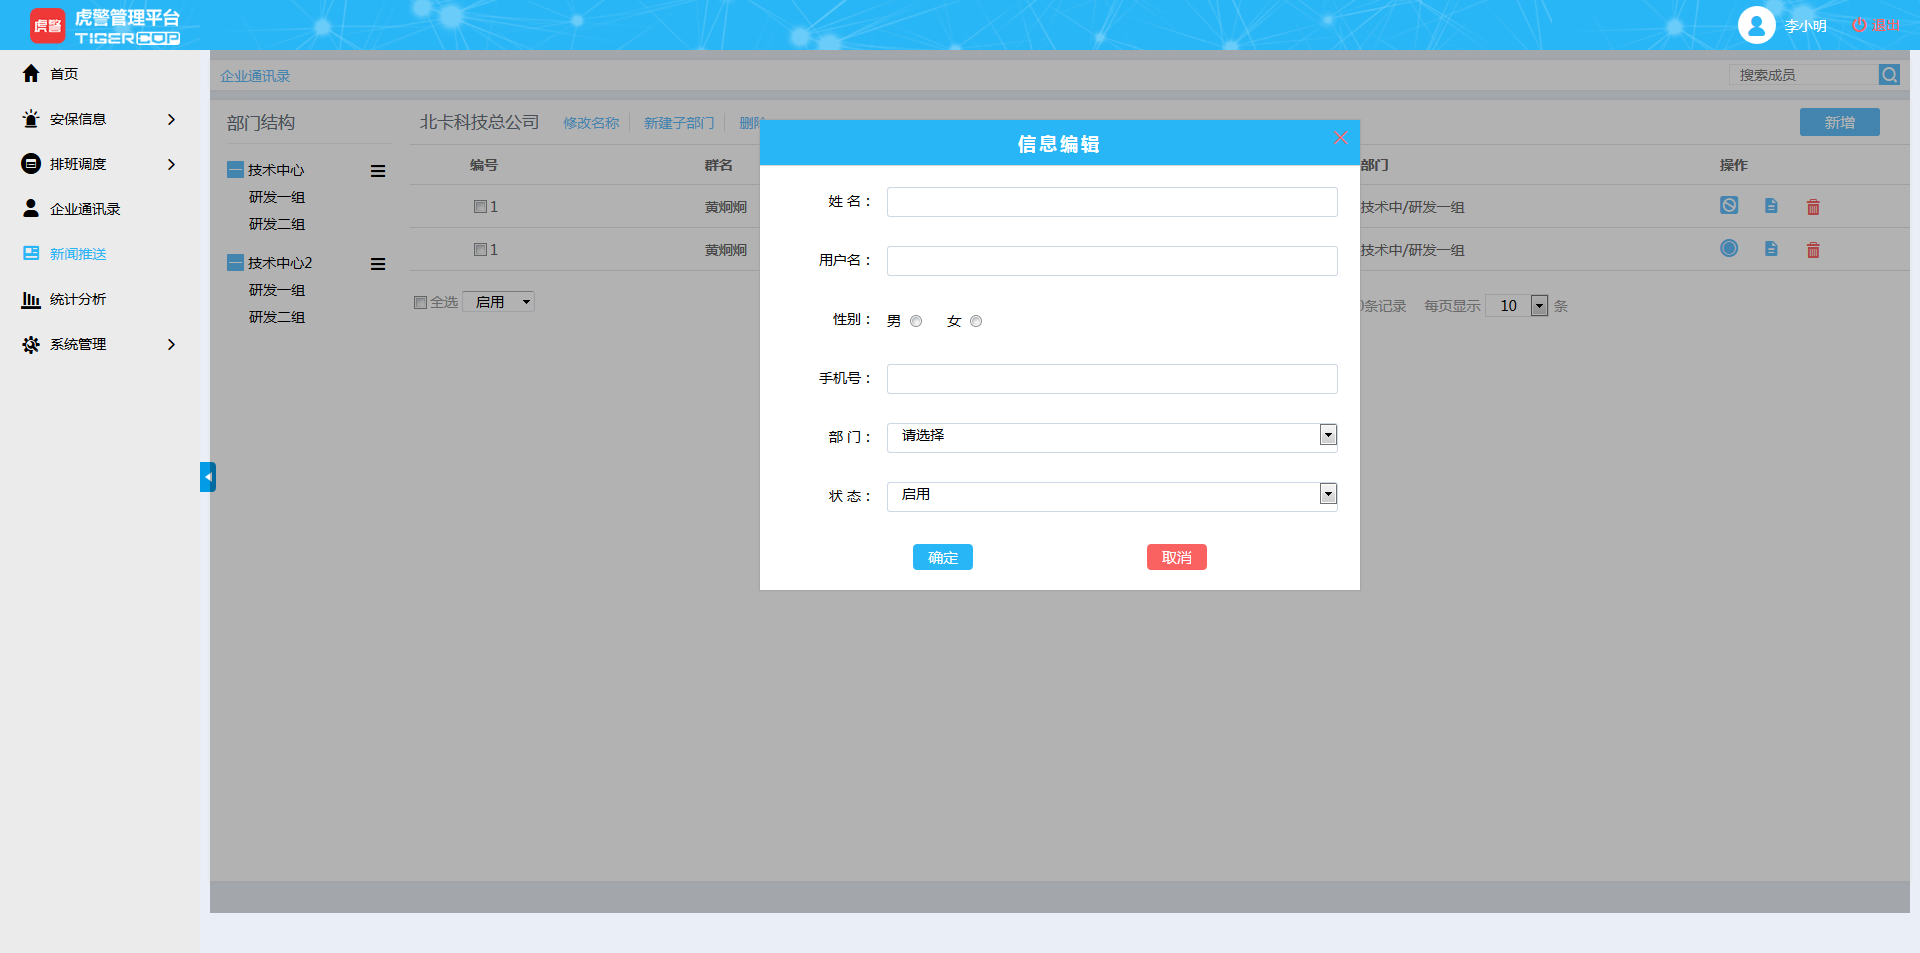 虎警
虎警管理平台
TIGERCOP
李小明
退出
首页
安保信息
排班调度
企业通讯录
新闻推送
统计分析
系统管理
企业通讯录
搜索成员
部门结构
技术中心
研发一组
研发二组
技术中心2
研发一组
研发二组
北卡科技总公司 修改名称 新建子部门 删除
新增
编号 群名 部门 操作
1 黄炯炯 技术中/研发一组
1 黄炯炯 技术中/研发一组
全选 启用
条记录 每页显示 10 条
信息编辑
姓 名：
用户名：
性别： 男 女
手机号：
部 门： 请选择
状 态： 启用
确定 取消